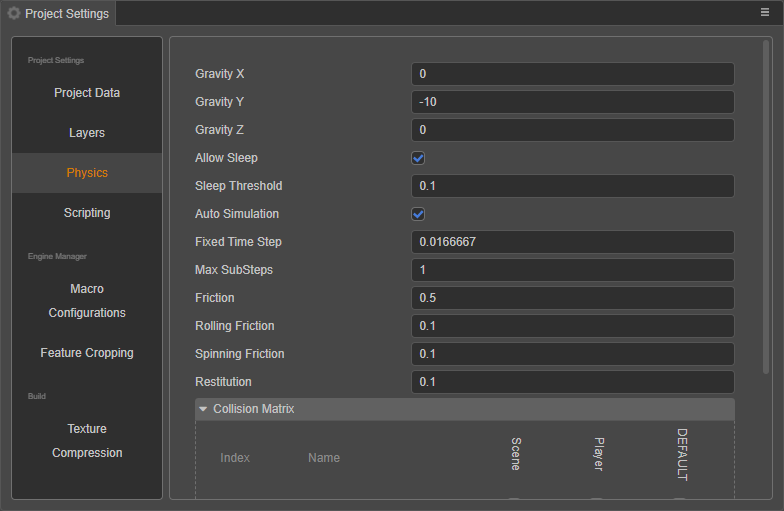 Project Settings
Project Settings
Project Data
Layers
Physics
Scripting
Engine Manager
Macro
Configurations
Feature Cropping
Build
Texture
Compression
Gravity X 0
Gravity Y -10
Gravity Z 0
Allow Sleep
Sleep Threshold 0.1
Auto Simulation
Fixed Time Step 0.0166667
Max SubSteps 1
Friction 0.5
Rolling Friction 0.1
Spinning Friction 0.1
Restitution 0.1
Collision Matrix
Index Name Scene Player DEFAULT